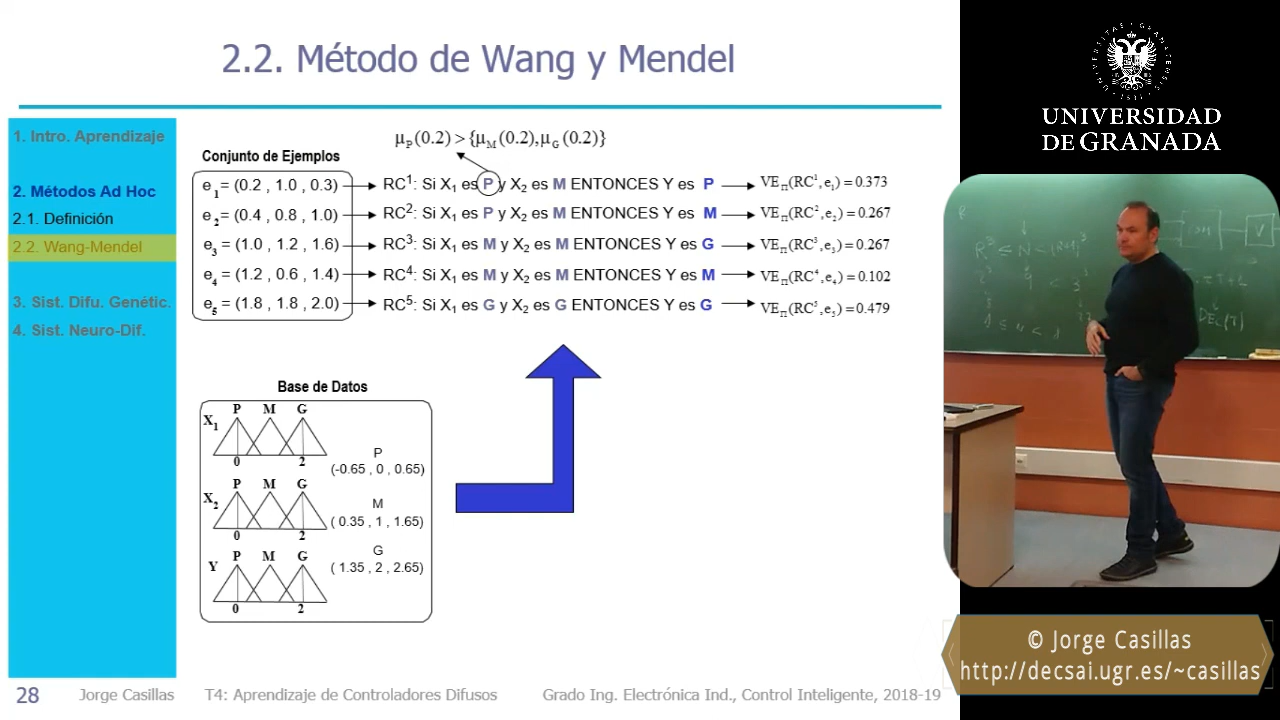 2.2. Método de Wang y Mendel
UNIVERSIDAD
DE GRANADA
1. Intro. Aprendizaje
2. Métodos Ad Hoc
2.1. Definición
2.2. Wang-Mendel
3. Sist. Difu. Genétic.
4. Sist. Neuro-Dif.
μP(0.2) > {μM(0.2), μG(0.2)}
Conjunto de Ejemplos
e1 = (0.2 , 1.0 , 0.3) RC1: Si X1 es P y X2 es M ENTONCES Y es P VEΠ(RC1, e1) = 0.373
e2 = (0.4 , 0.8 , 1.0) RC2: Si X1 es P y X2 es M ENTONCES Y es M VEΠ(RC2, e2) = 0.267
e3 = (1.0 , 1.2 , 1.6) RC3: Si X1 es M y X2 es M ENTONCES Y es G VEΠ(RC3, e3) = 0.267
e4 = (1.2 , 0.6 , 1.4) RC4: Si X1 es M y X2 es M ENTONCES Y es M VEΠ(RC4, e4) = 0.102
e5 = (1.8 , 1.8 , 2.0) RC5: Si X1 es G y X2 es G ENTONCES Y es G VEΠ(RC5, e5) = 0.479
Base de Datos
P M G
X1
0 2
P M G
X2
0 2
P M G
Y
0 2
P
(-0.65 , 0 , 0.65)
M
( 0.35 , 1 , 1.65)
G
( 1.35 , 2 , 2.65)
© Jorge Casillas
http://decsai.ugr.es/~casillas
28 Jorge Casillas T4: Aprendizaje de Controladores Difusos Grado Ing. Electrónica Ind., Control Inteligente, 2018-19